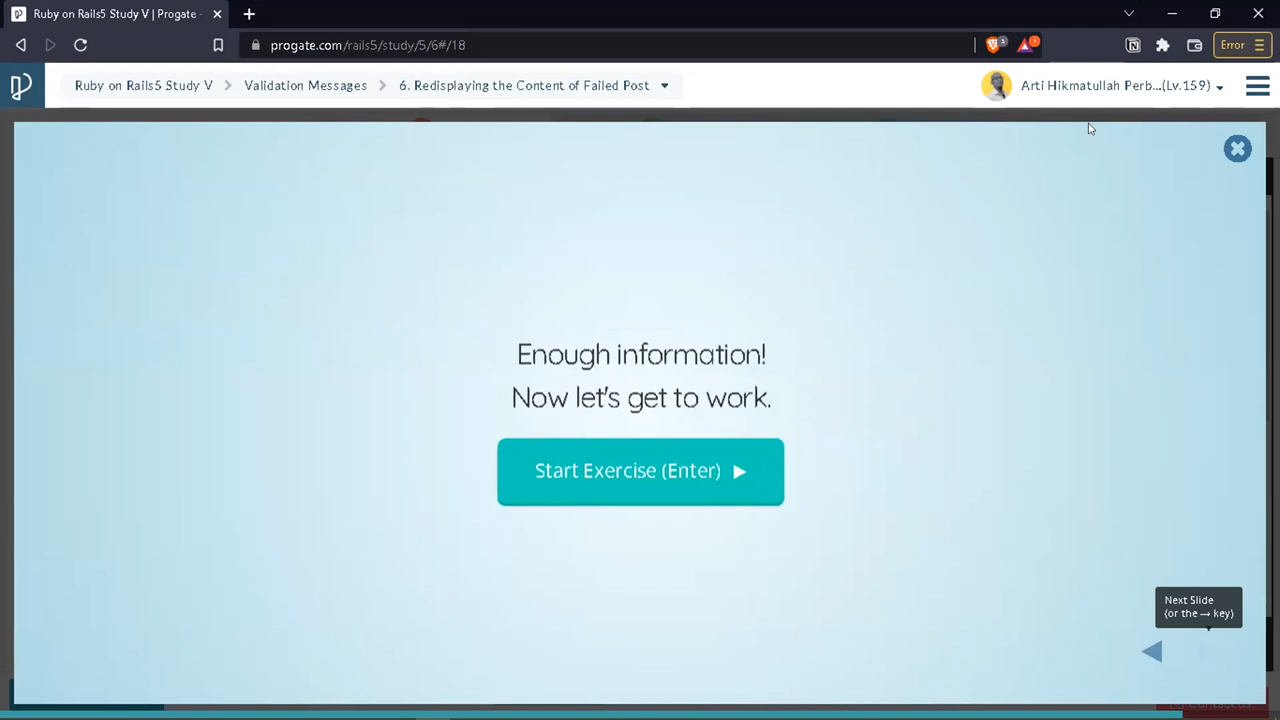 Ruby on Rails5 Study V | Progate -
progate.com/rails5/study/5/6#/18
Error
Ruby on Rails5 Study V
Validation Messages
6. Redisplaying the Content of Failed Post
Arti Hikmatullah Perb...(Lv.159)
Enough information!
Now let's get to work.
Start Exercise (Enter)
Next Slide
(or the → key)